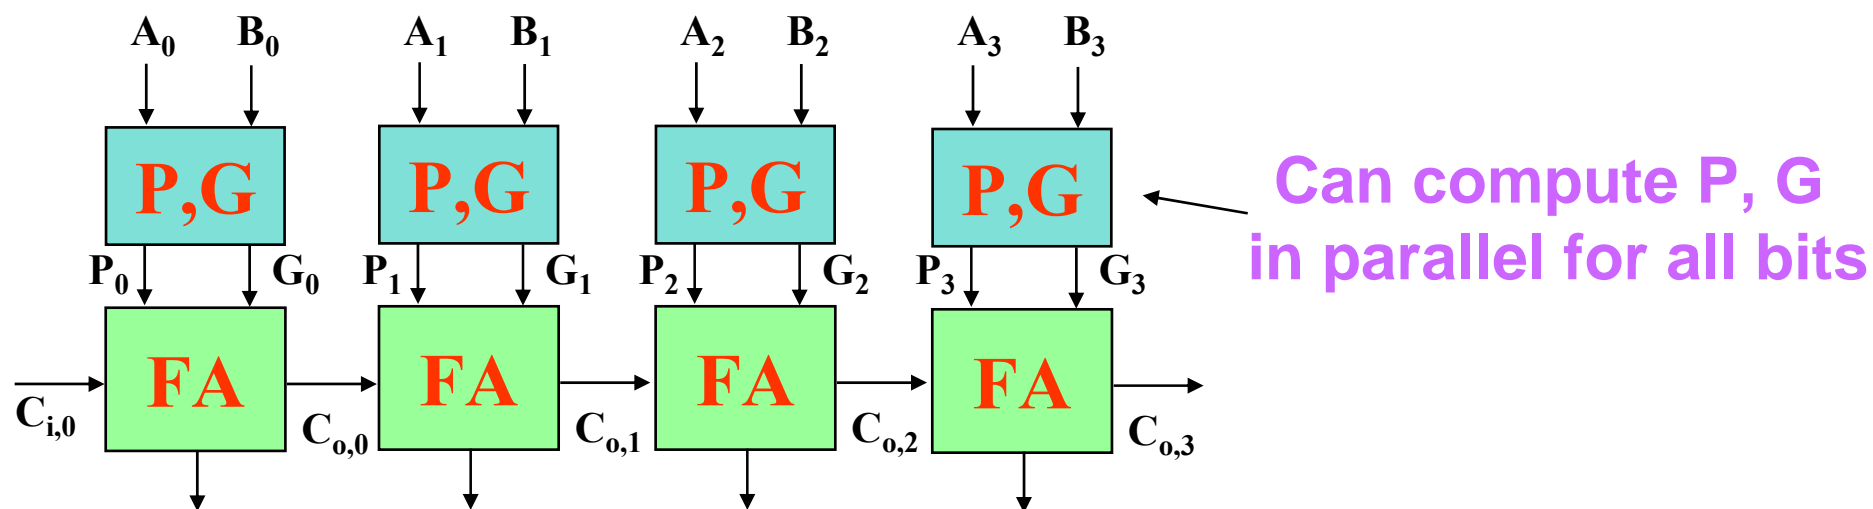 A₀ B₀ A₁ B₁ A₂ B₂ A₃ B₃
P,G P,G P,G P,G
Can compute P, G
in parallel for all bits
P₀ G₀ P₁ G₁ P₂ G₂ P₃ G₃
FA FA FA FA
Cᵢ,₀ Cₒ,₀ Cₒ,₁ Cₒ,₂ Cₒ,₃